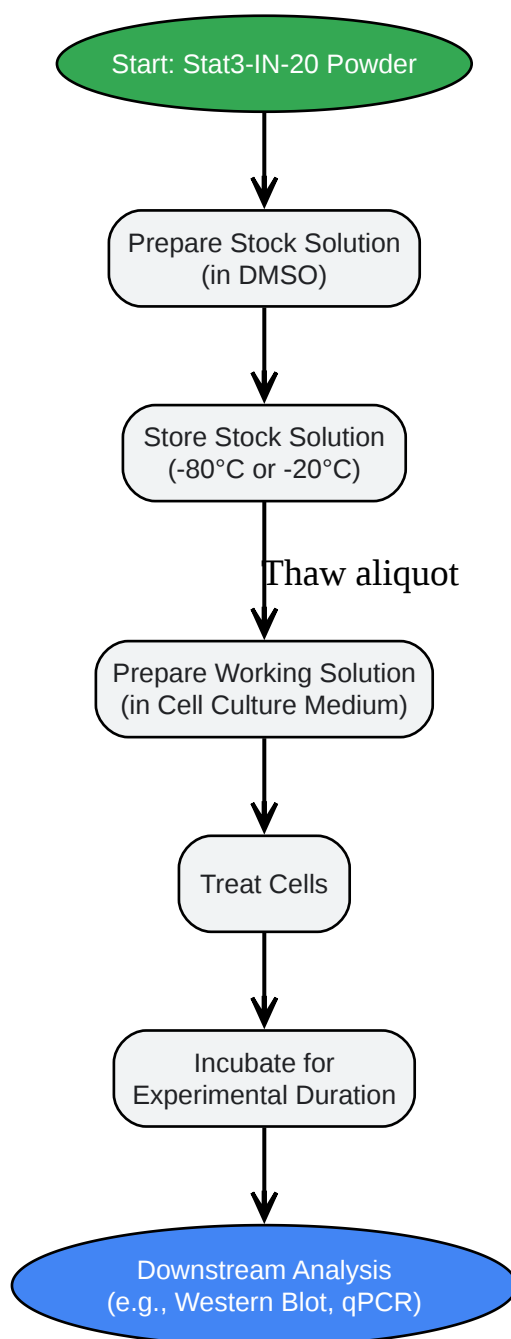 Start: Stat3-IN-20 Powder
Prepare Stock Solution
(in DMSO)
Store Stock Solution
(-80°C or -20°C)
Thaw aliquot
Prepare Working Solution
(in Cell Culture Medium)
Treat Cells
Incubate for
Experimental Duration
Downstream Analysis
(e.g., Western Blot, qPCR)